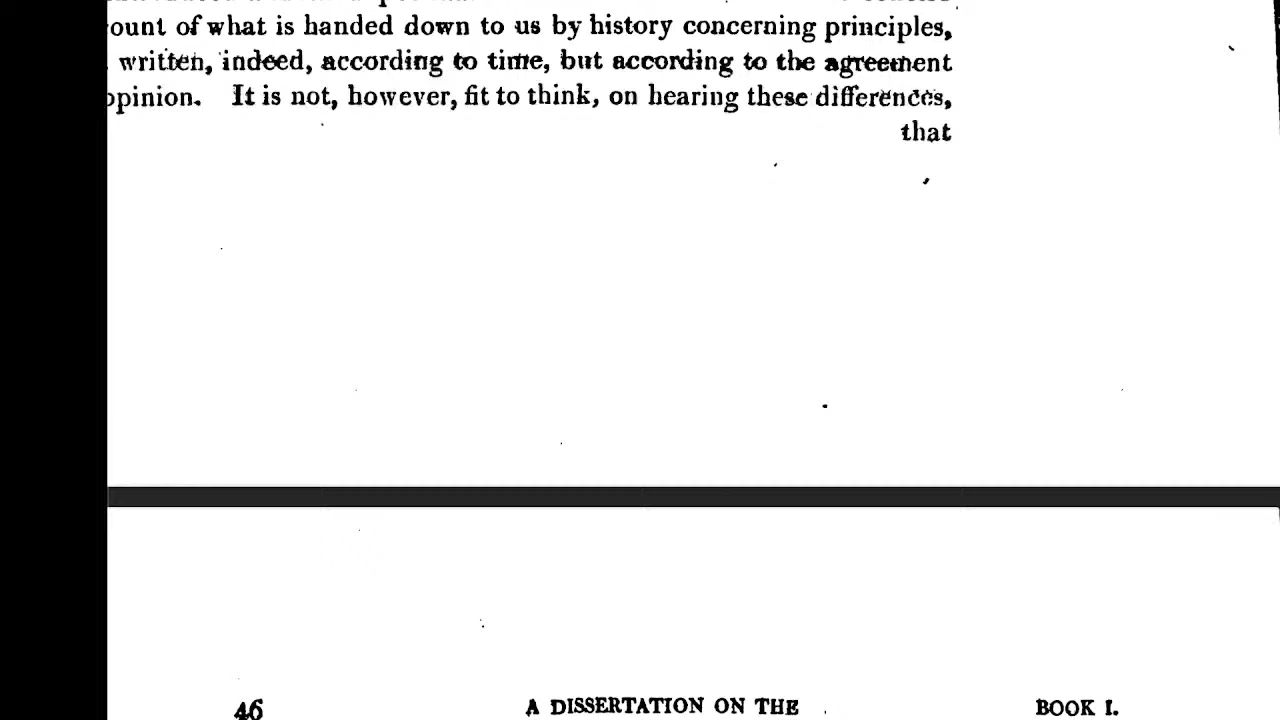 of what is handed down to us by history concerning principles,
written, indeed, according to time, but according to the agreement
opinion. It is not, however, fit to think, on hearing these differences,
that
46 A DISSERTATION ON THE BOOK I.